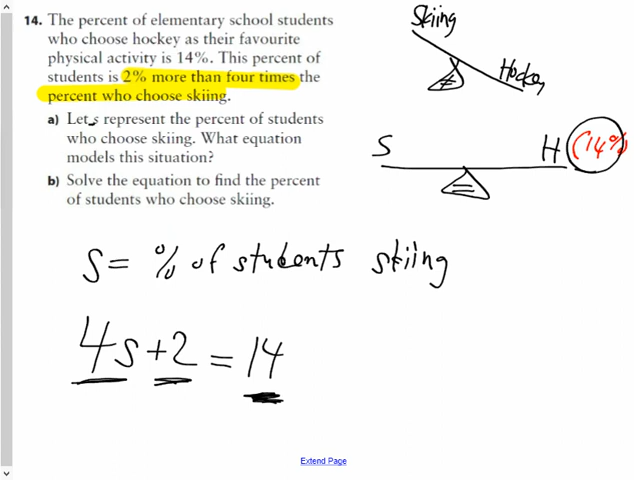 14. The percent of elementary school students
who choose hockey as their favourite
physical activity is 14%. This percent of
students is 2% more than four times the
percent who choose skiing.
a) Let s represent the percent of students
who choose skiing. What equation
models this situation?
b) Solve the equation to find the percent
of students who choose skiing.
Skiing
Hockey
≠
S
H (14%)
=
S = % of students skiing
4s + 2 = 14
Extend Page